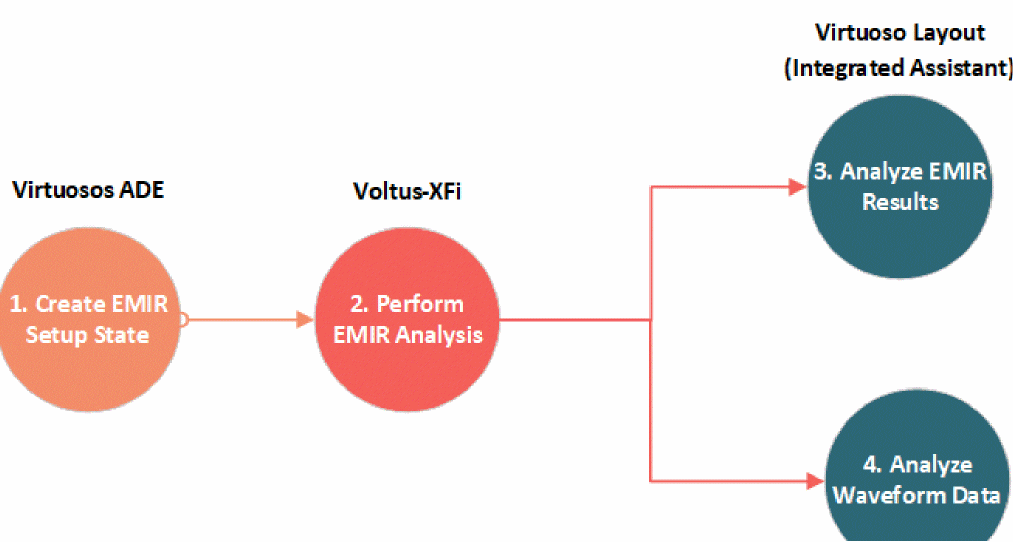 Virtuoso Layout
(Integrated Assistant)
3. Analyze EMIR
Results
Virtuosos ADE
Voltus-XFi
1. Create EMIR
Setup State
2. Perform
EMIR Analysis
4. Analyze
Waveform Data